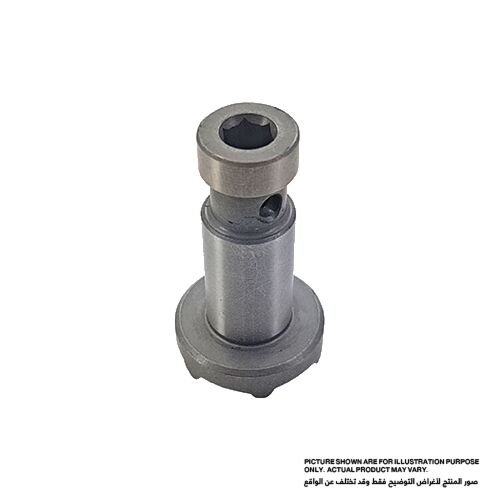 PICTURE SHOWN ARE FOR ILLUSTRATION PURPOSE
ONLY. ACTUAL PRODUCT MAY VARY.
صور المنتج لأغراض التوضيح فقط وقد تختلف عن الواقع